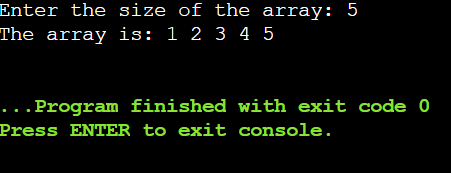 Enter the size of the array: 5
The array is: 1 2 3 4 5
...Program finished with exit code 0
Press ENTER to exit console.